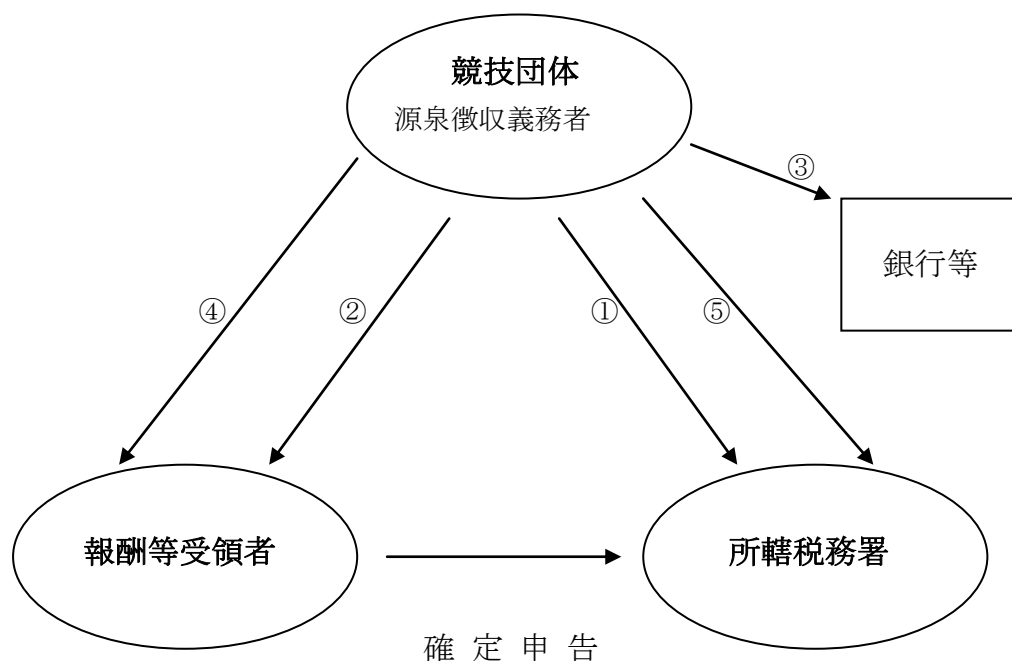 競技団体
源泉徴収義務者
③
銀行等
④
②
①
⑤
報酬等受領者
所轄税務署
確定申告